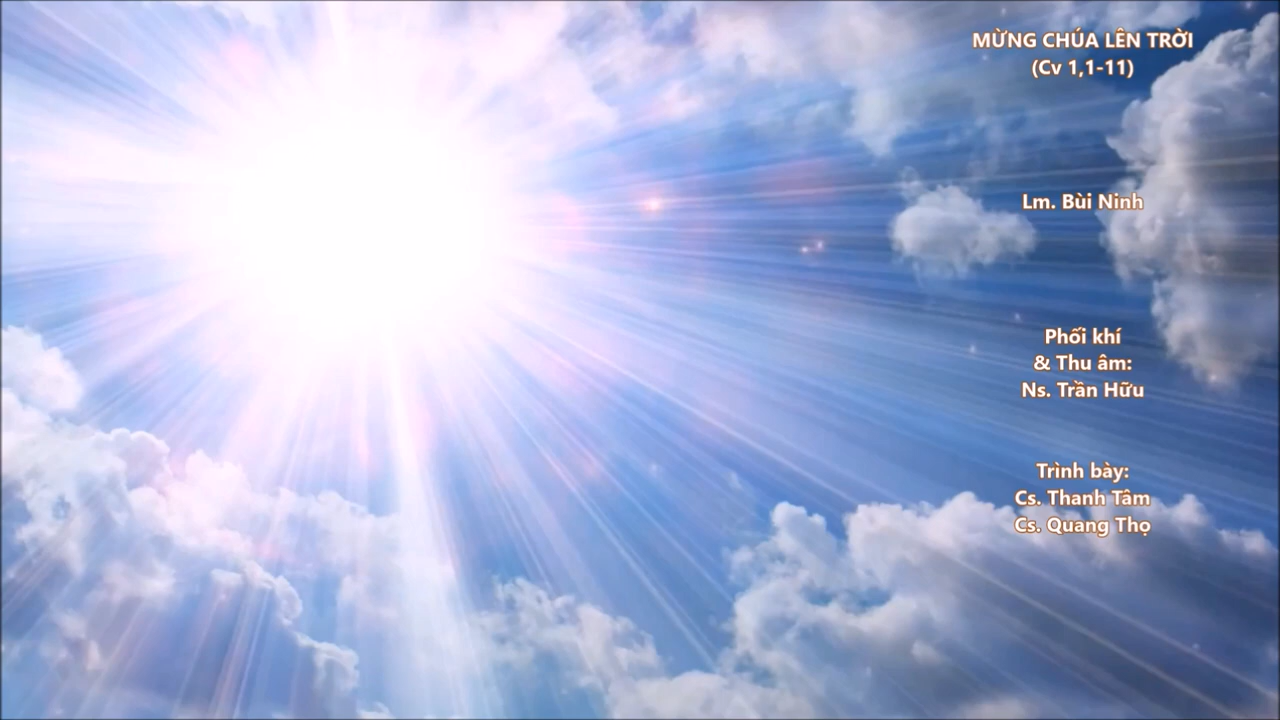 MỪNG CHÚA LÊN TRỜI
(Cv 1,1-11)
Lm. Bùi Ninh
Phối khí
& Thu âm:
Ns. Trần Hữu
Trình bày:
Cs. Thanh Tâm
Cs. Quang Thọ